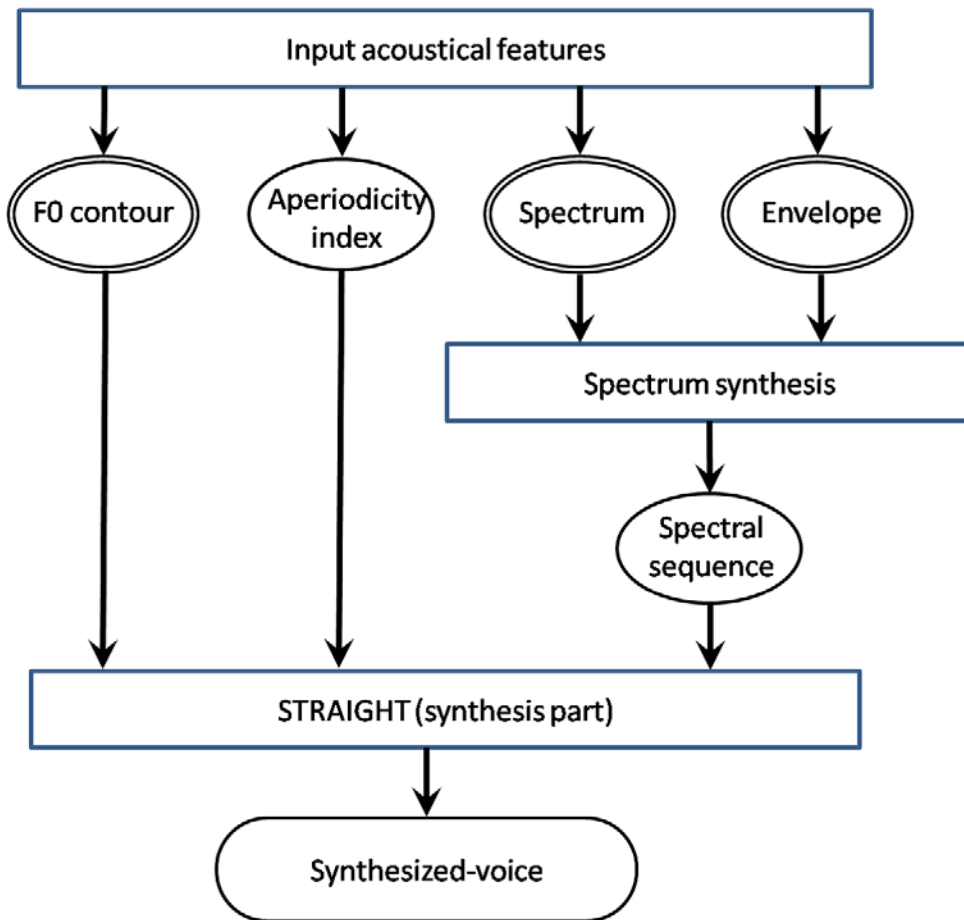 Input acoustical features
F0 contour
Aperiodicity
index
Spectrum
Envelope
Spectrum synthesis
Spectral
sequence
STRAIGHT (synthesis part)
Synthesized-voice